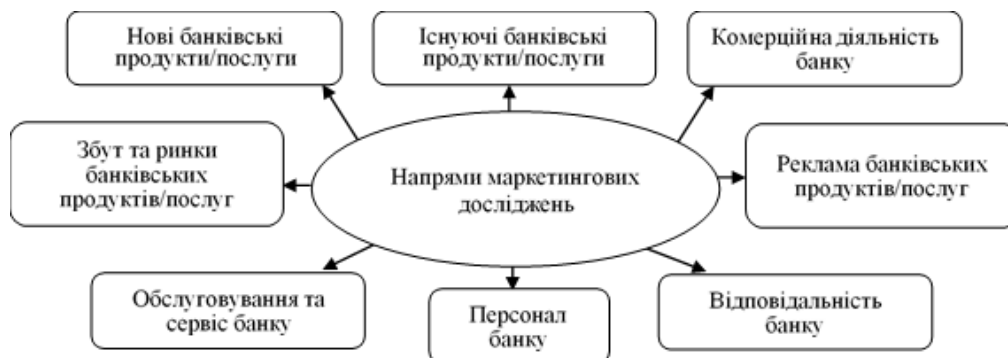 Нові банківські
продукти/послуги
Існуючі банківські
продукти/послуги
Комерційна діяльність
банку
Збут та ринки
банківських
продуктів/послуг
Напрями маркетингових
досліджень
Реклама банківських
продуктів/послуг
Обслуговування та
сервіс банку
Персонал
банку
Відповідальність
банку